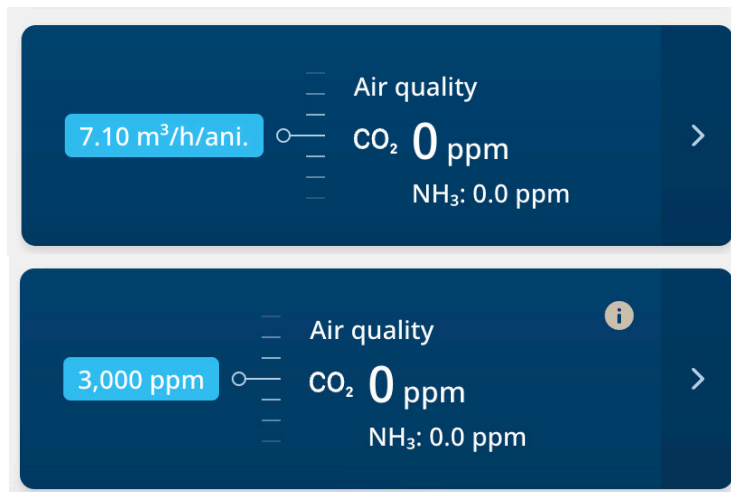 Air quality
7.10 m³/h/ani.
CO₂ 0 ppm
NH₃: 0.0 ppm
Air quality
3,000 ppm
CO₂ 0 ppm
NH₃: 0.0 ppm